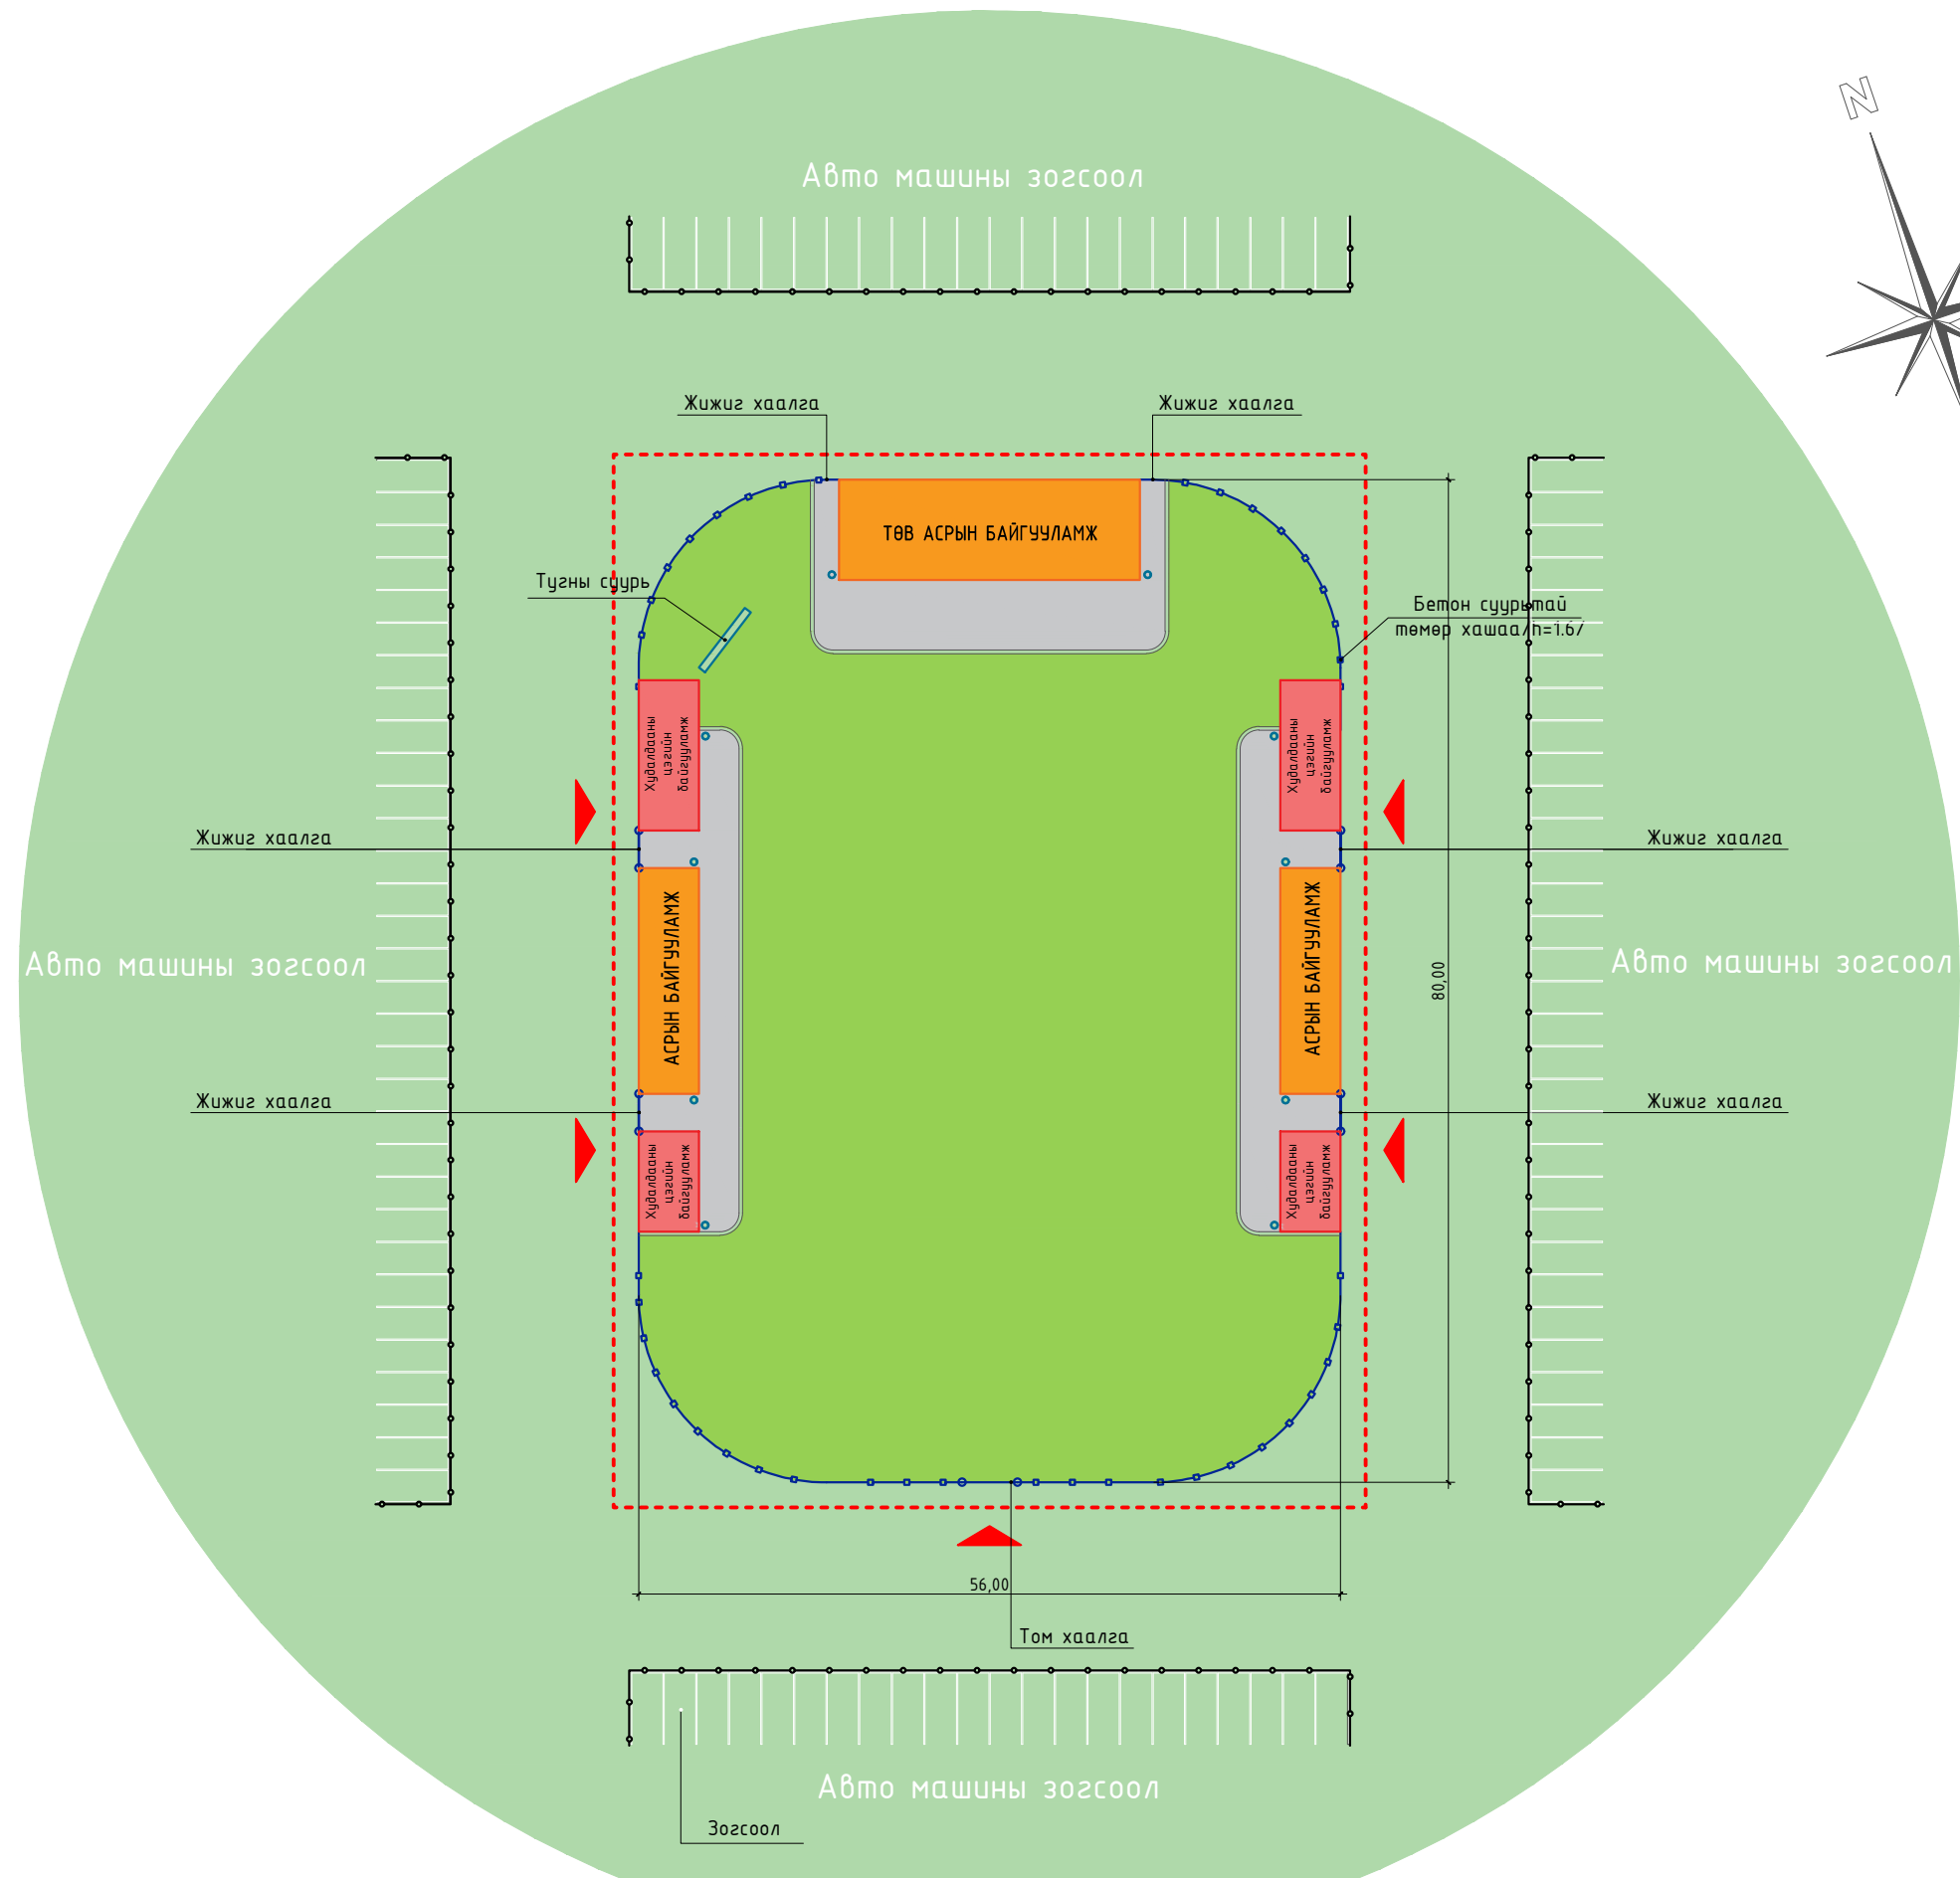 N
Авто машины зогсоол
Жижиг хаалга
Жижиг хаалга
ТӨВ АСРЫН БАЙГУУЛАМЖ
Тугны суурь
Бетон суурьтай
төмөр хашаа/h=1.6/
Худалдааны
цэгийн
байгууламж
Худалдааны
цэгийн
байгууламж
Жижиг хаалга
Жижиг хаалга
Авто машины зогсоол
АСРЫН БАЙГУУЛАМЖ
АСРЫН БАЙГУУЛАМЖ
80,00
Авто машины зогсоол
Жижиг хаалга
Жижиг хаалга
Худалдааны
цэгийн
байгууламж
Худалдааны
цэгийн
байгууламж
56,00
Том хаалга
Авто машины зогсоол
Зогсоол